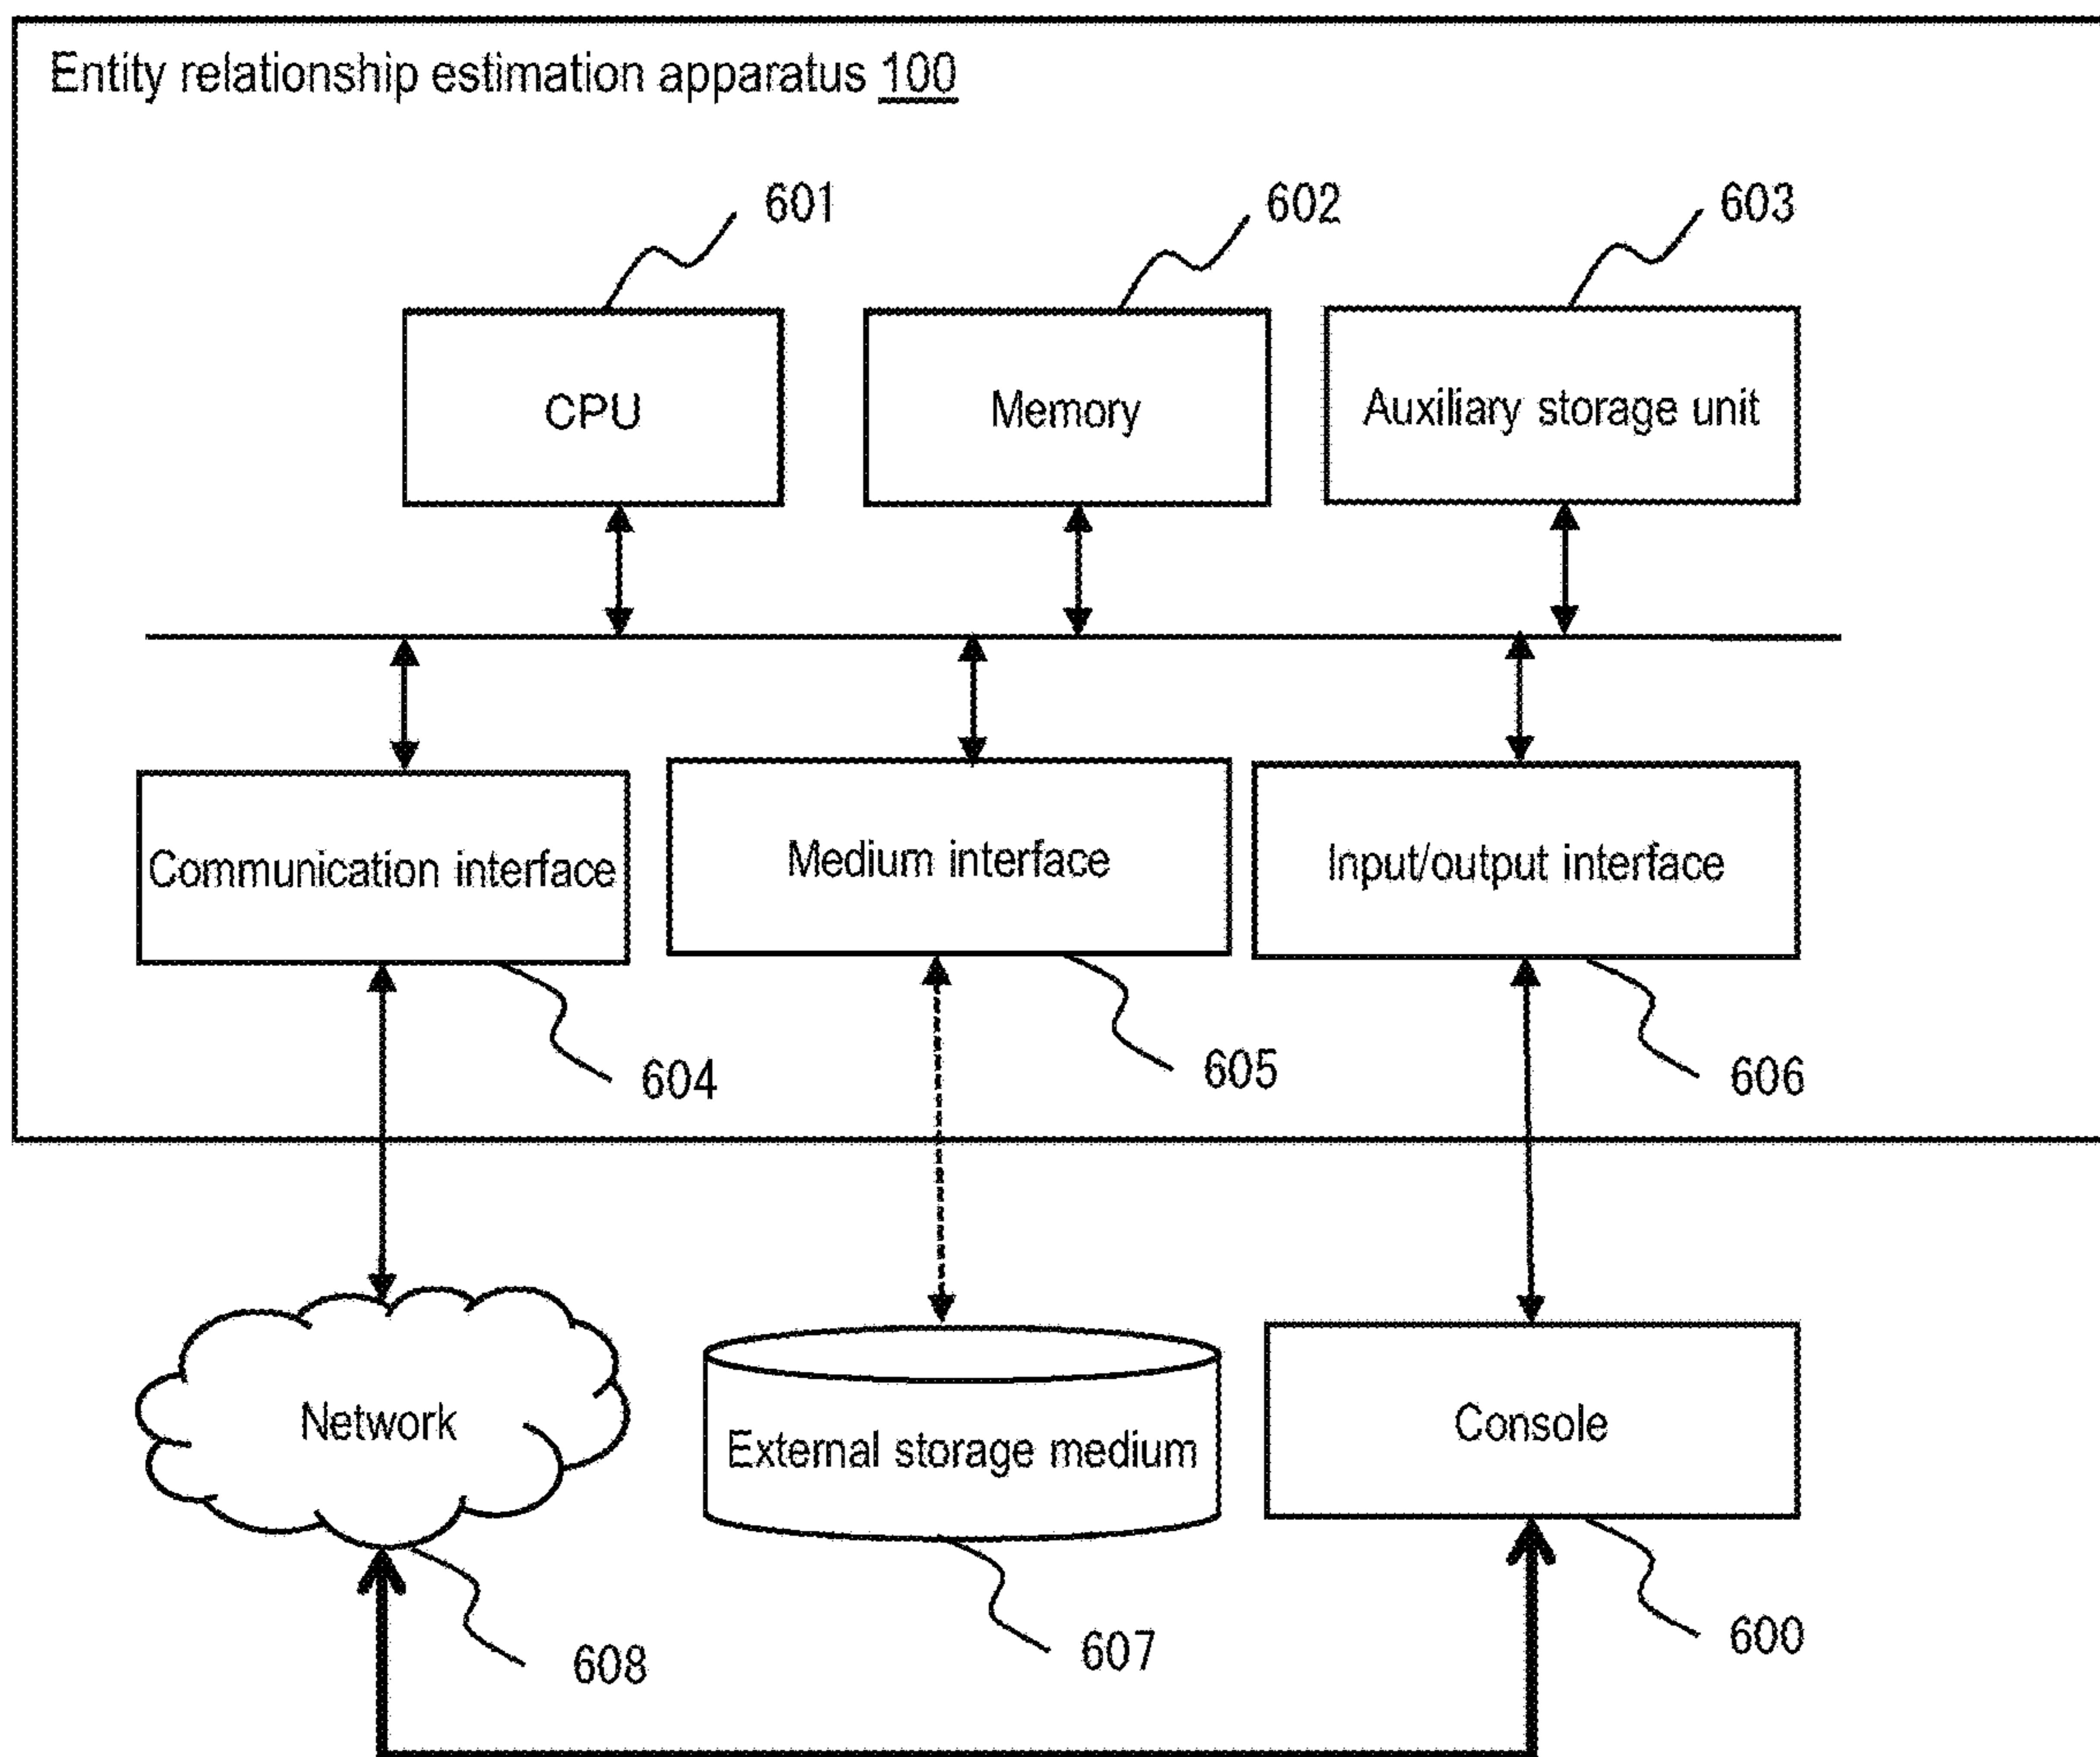 Entity relationship estimation apparatus 100
601
602
603
CPU
Memory
Auxiliary storage unit
Communication interface
Medium interface
Input/output interface
604
605
606
Network
External storage medium
Console
608
607
600